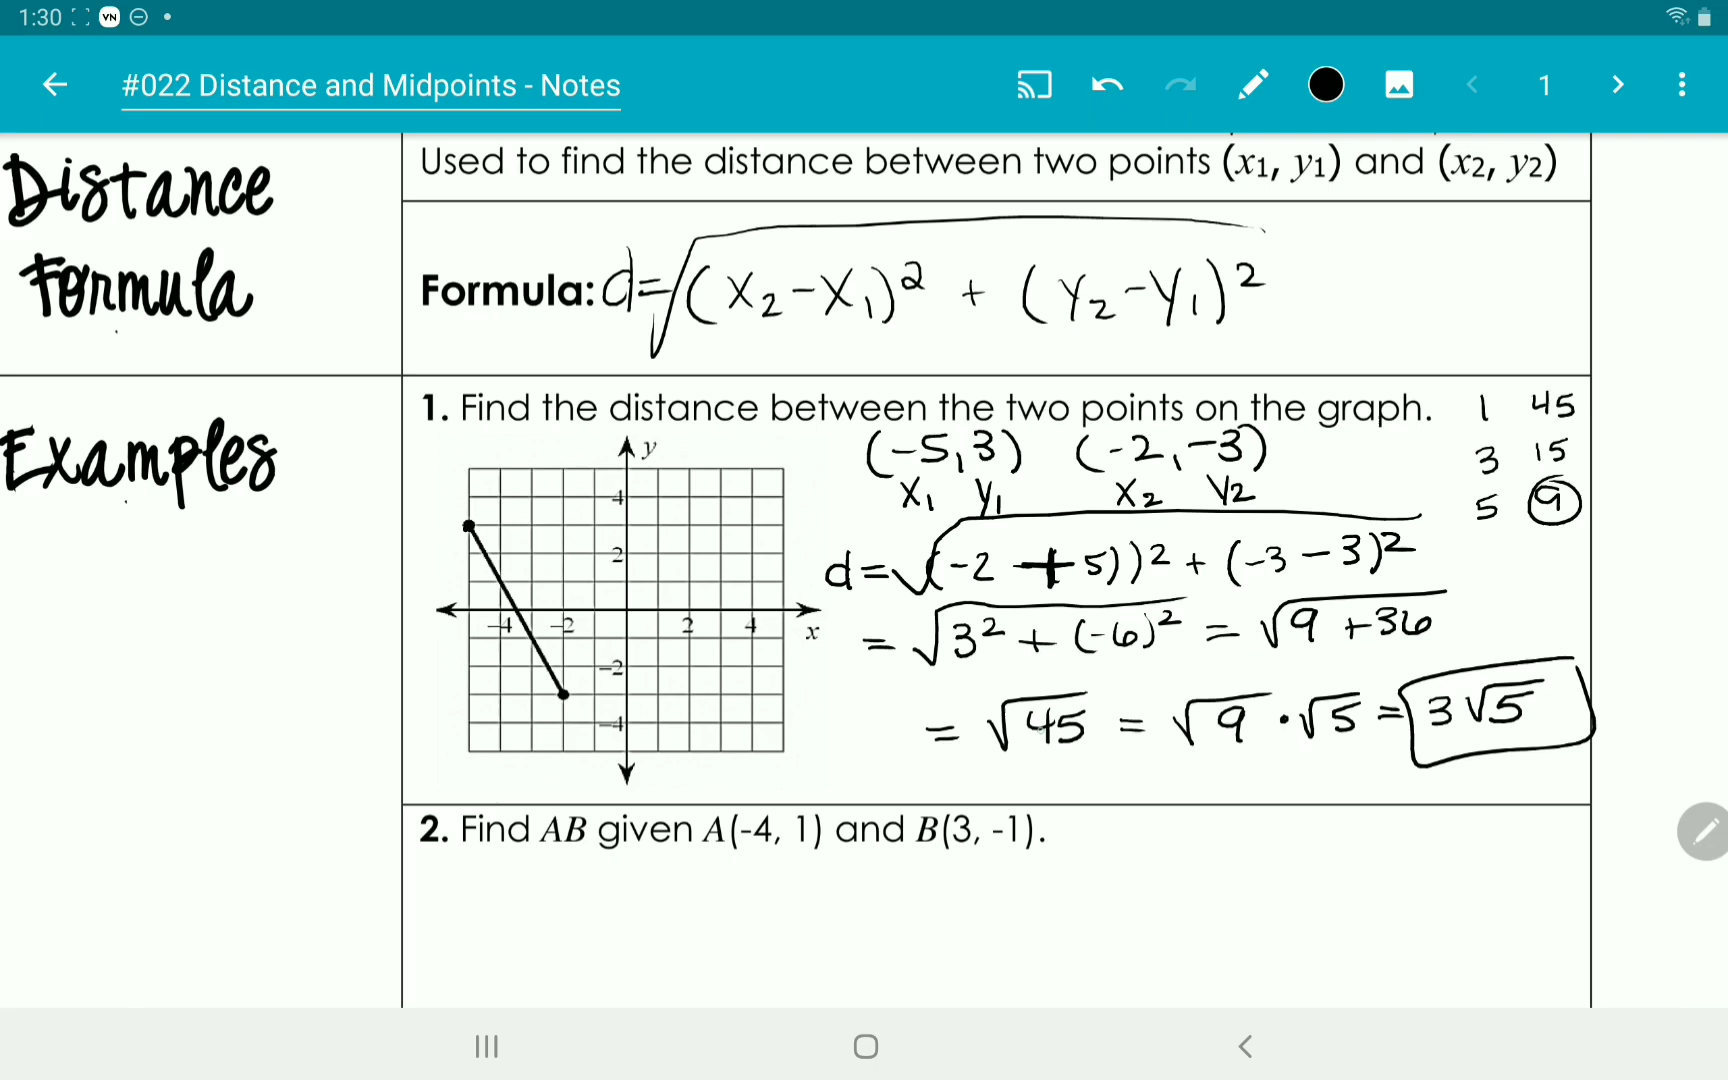 1:30 VN
#022 Distance and Midpoints - Notes 1
Distance
Formula
Used to find the distance between two points (x1, y1) and (x2, y2)
Formula: d=√(X₂-X₁)² + (Y₂-Y₁)²
Examples
1. Find the distance between the two points on the graph.
1 45
3 15
5 9
(-5,3) (-2,-3)
X₁ Y₁ X₂ Y₂
d=√(-2 + 5))² + (-3 - 3)²
= √3² + (-6)² = √9 + 36
= √45 = √9 · √5 = 3√5
y
4
2
-4 -2 2 4 x
-2
-4
2. Find AB given A(-4, 1) and B(3, -1).